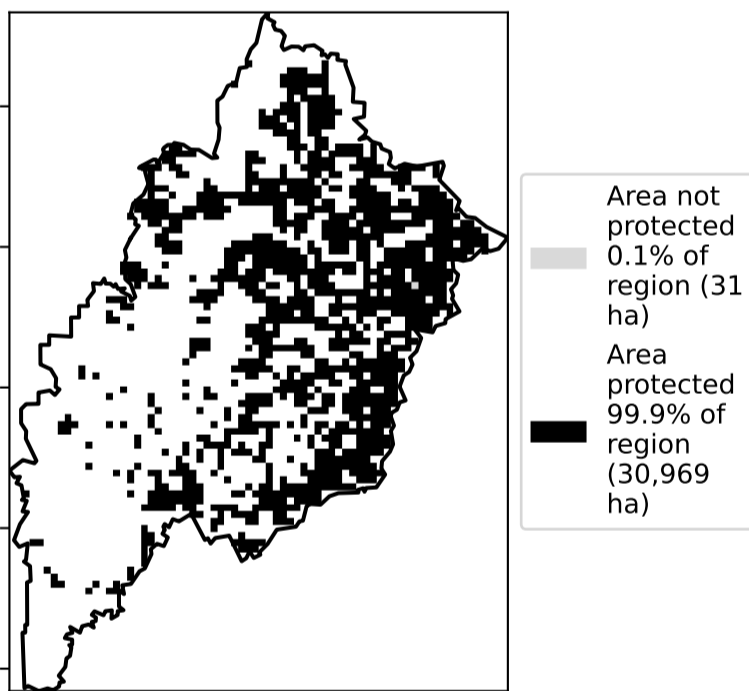 Area not
protected
0.1% of
region (31
ha)
Area
protected
99.9% of
region
(30,969
ha)